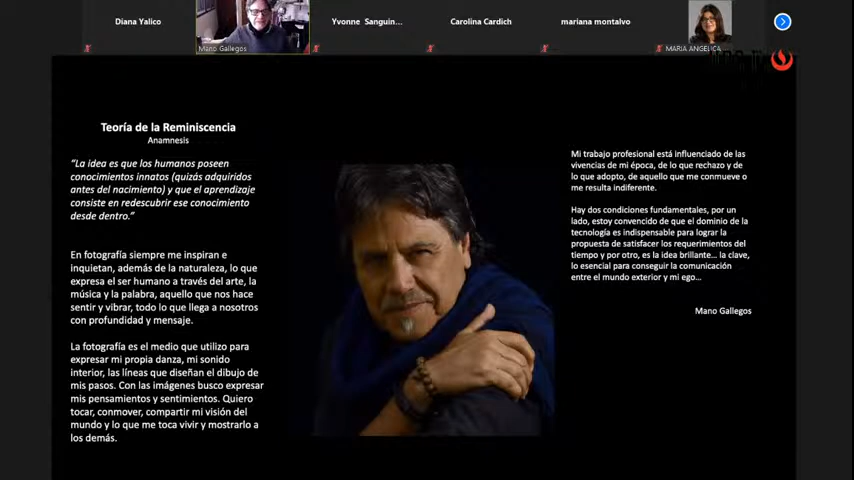 Diana Yalico
Yvonne Sanguin...
Carolina Cardich
mariana montalvo
Mano Gallegos
MARIA ANGELICA
Teoría de la Reminiscencia
Anamnesis
“La idea es que los humanos poseen
conocimientos innatos (quizás adquiridos
antes del nacimiento) y que el aprendizaje
consiste en redescubrir ese conocimiento
desde dentro.”
En fotografía siempre me inspiran e
inquietan, además de la naturaleza, lo que
expresa el ser humano a través del arte, la
música y la palabra, aquello que nos hace
sentir y vibrar, todo lo que llega a nosotros
con profundidad y mensaje.
La fotografía es el medio que utilizo para
expresar mi propia danza, mi sonido
interior, las líneas que diseñan el dibujo de
mis pasos. Con las imágenes busco expresar
mis pensamientos y sentimientos. Quiero
tocar, conmover, compartir mi visión del
mundo y lo que me toca vivir y mostrarlo a
los demás.
Mi trabajo profesional está influenciado de las
vivencias de mi época, de lo que rechazo y de
lo que adopto, de aquello que me conmueve o
me resulta indiferente.
Hay dos condiciones fundamentales, por un
lado, estoy convencido de que el dominio de la
tecnología es indispensable para lograr la
propuesta de satisfacer los requerimientos del
tiempo y por otro, es la idea brillante... la clave,
lo esencial para conseguir la comunicación
entre el mundo exterior y mi ego...
Mano Gallegos